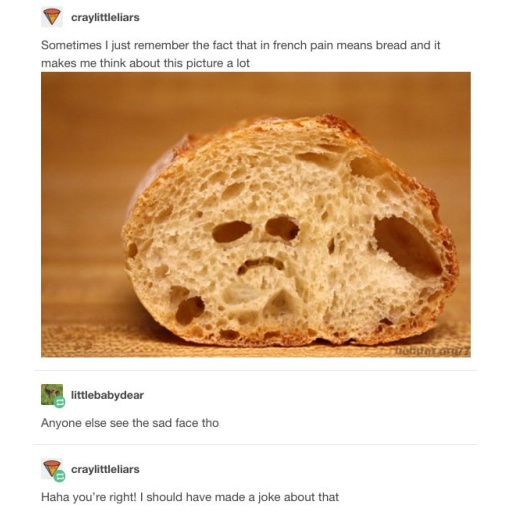 craylittleliars
Sometimes I just remember the fact that in french pain means bread and it
makes me think about this picture a lot
littlebabydear
Anyone else see the sad face tho
craylittleliars
Haha you're right! I should have made a joke about that